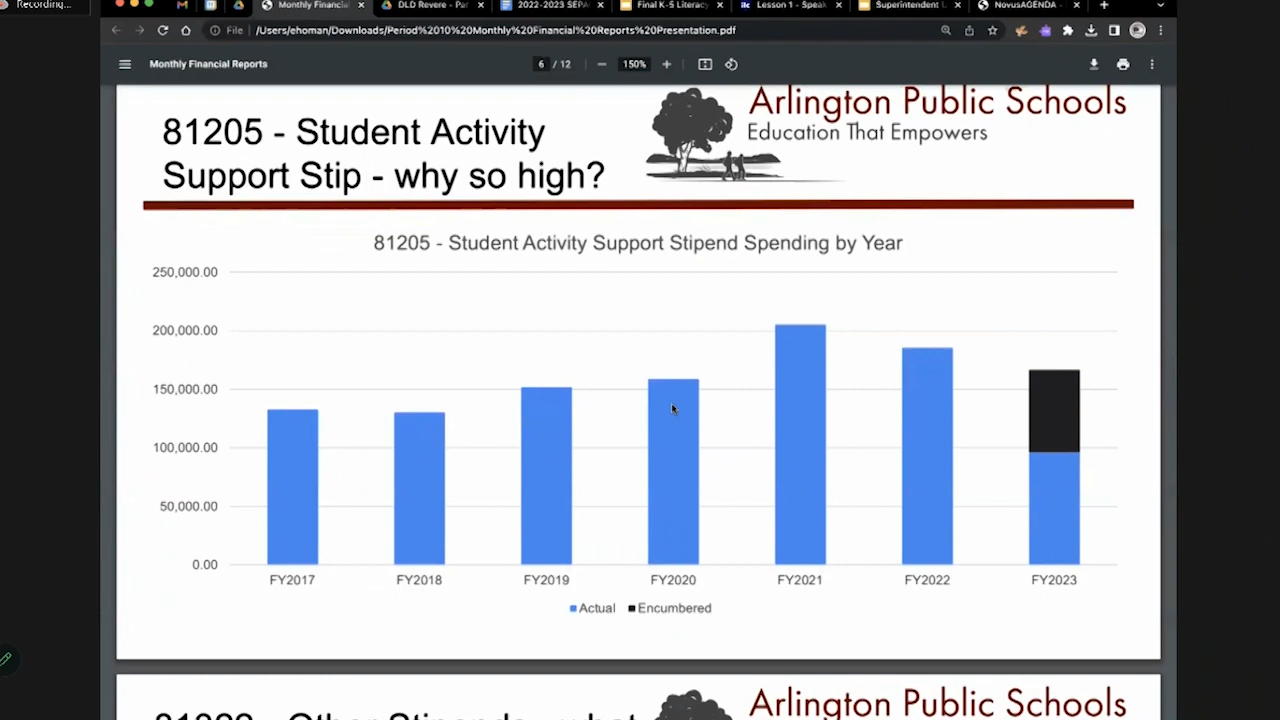 Recording...
Monthly Financial
DLD Revere - Par
2022-2023 SEPA
Final K-5 Literacy
Lesson 1 - Speak
Superintendent
NovusAGENDA -
File
/Users/ehoman/Downloads/Period%2010%20Monthly%20Financial%20Reports%20Presentation.pdf
Monthly Financial Reports
6 / 12
150%
81205 - Student Activity
Support Stip - why so high?
Arlington Public Schools
Education That Empowers
81205 - Student Activity Support Stipend Spending by Year
250,000.00
200,000.00
150,000.00
100,000.00
50,000.00
0.00
FY2017 FY2018 FY2019 FY2020 FY2021 FY2022 FY2023
Actual Encumbered
Arlington Public Schools